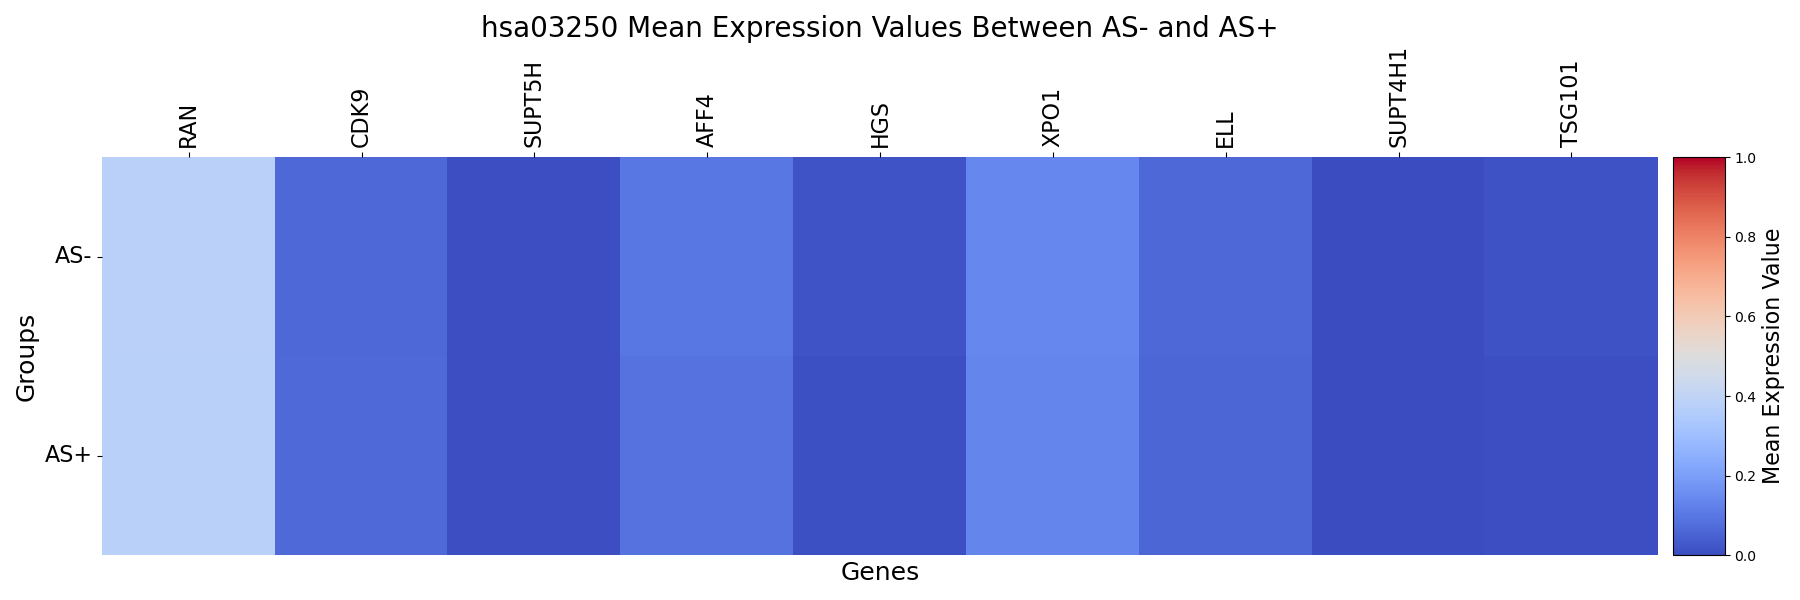 hsa03250 Mean Expression Values Between AS- and AS+
RAN
CDK9
SUPT5H
AFF4
HGS
XPO1
ELL
SUPT4H1
TSG101
Groups
AS-
AS+
Genes
1.0
0.8
0.6
0.4
0.2
0.0
Mean Expression Value